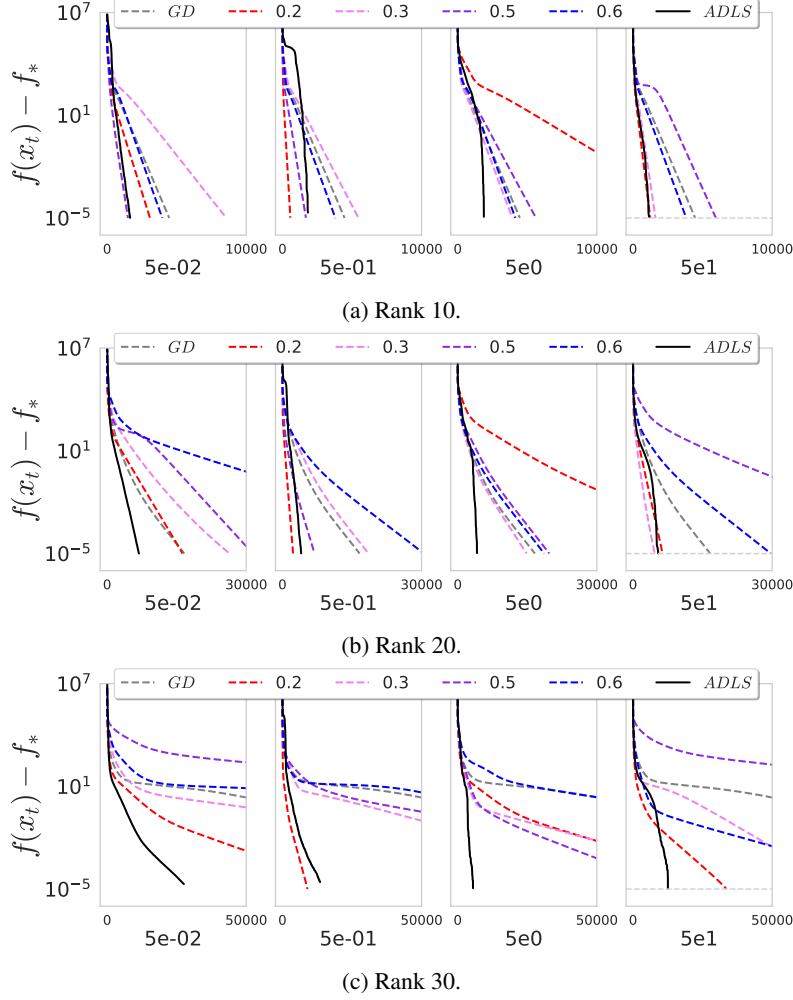 GD 0.2 0.3 0.5 0.6 ADLS
10^7
10^1
10^{-5}
f(x_t) − f_*
0 10000 0 10000 0 10000 0 10000
5e-02 5e-01 5e0 5e1
(a) Rank 10.
GD 0.2 0.3 0.5 0.6 ADLS
10^7
10^1
10^{-5}
f(x_t) − f_*
0 30000 0 30000 0 30000 0 30000
5e-02 5e-01 5e0 5e1
(b) Rank 20.
GD 0.2 0.3 0.5 0.6 ADLS
10^7
10^1
10^{-5}
f(x_t) − f_*
0 50000 0 50000 0 50000 0 50000
5e-02 5e-01 5e0 5e1
(c) Rank 30.